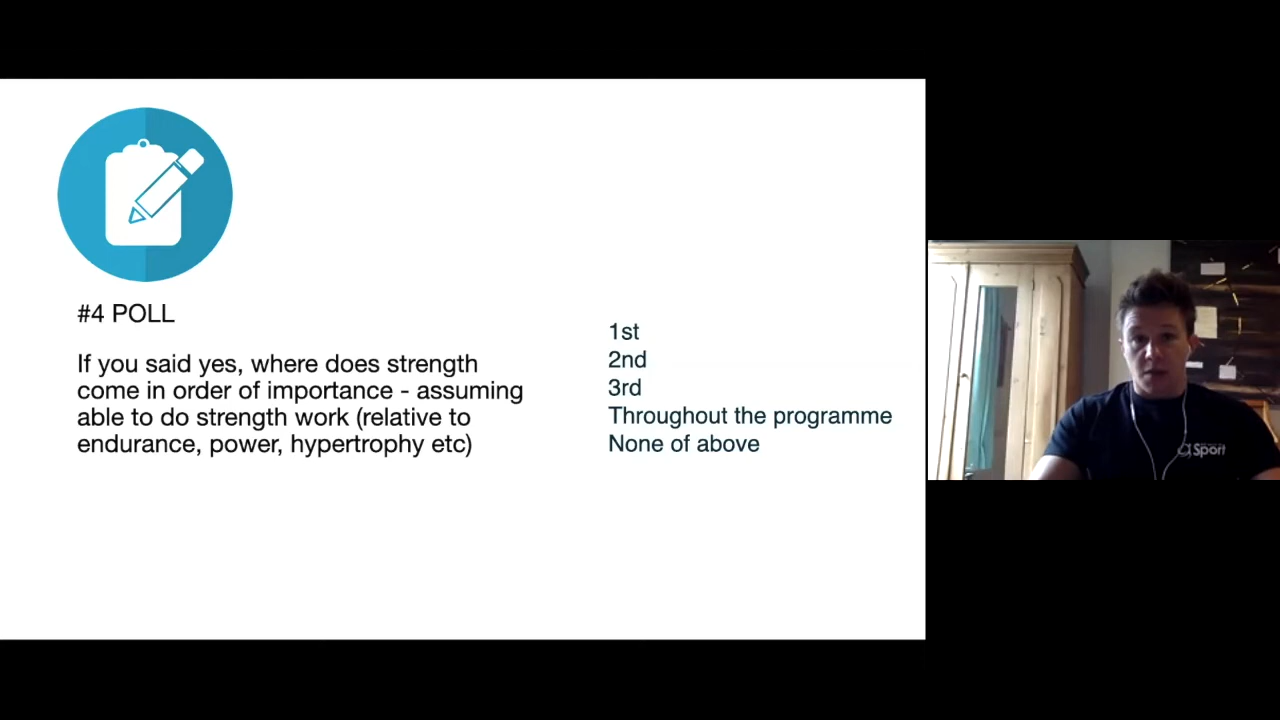 #4 POLL
If you said yes, where does strength
come in order of importance - assuming
able to do strength work (relative to
endurance, power, hypertrophy etc)
1st
2nd
3rd
Throughout the programme
None of above
Sport